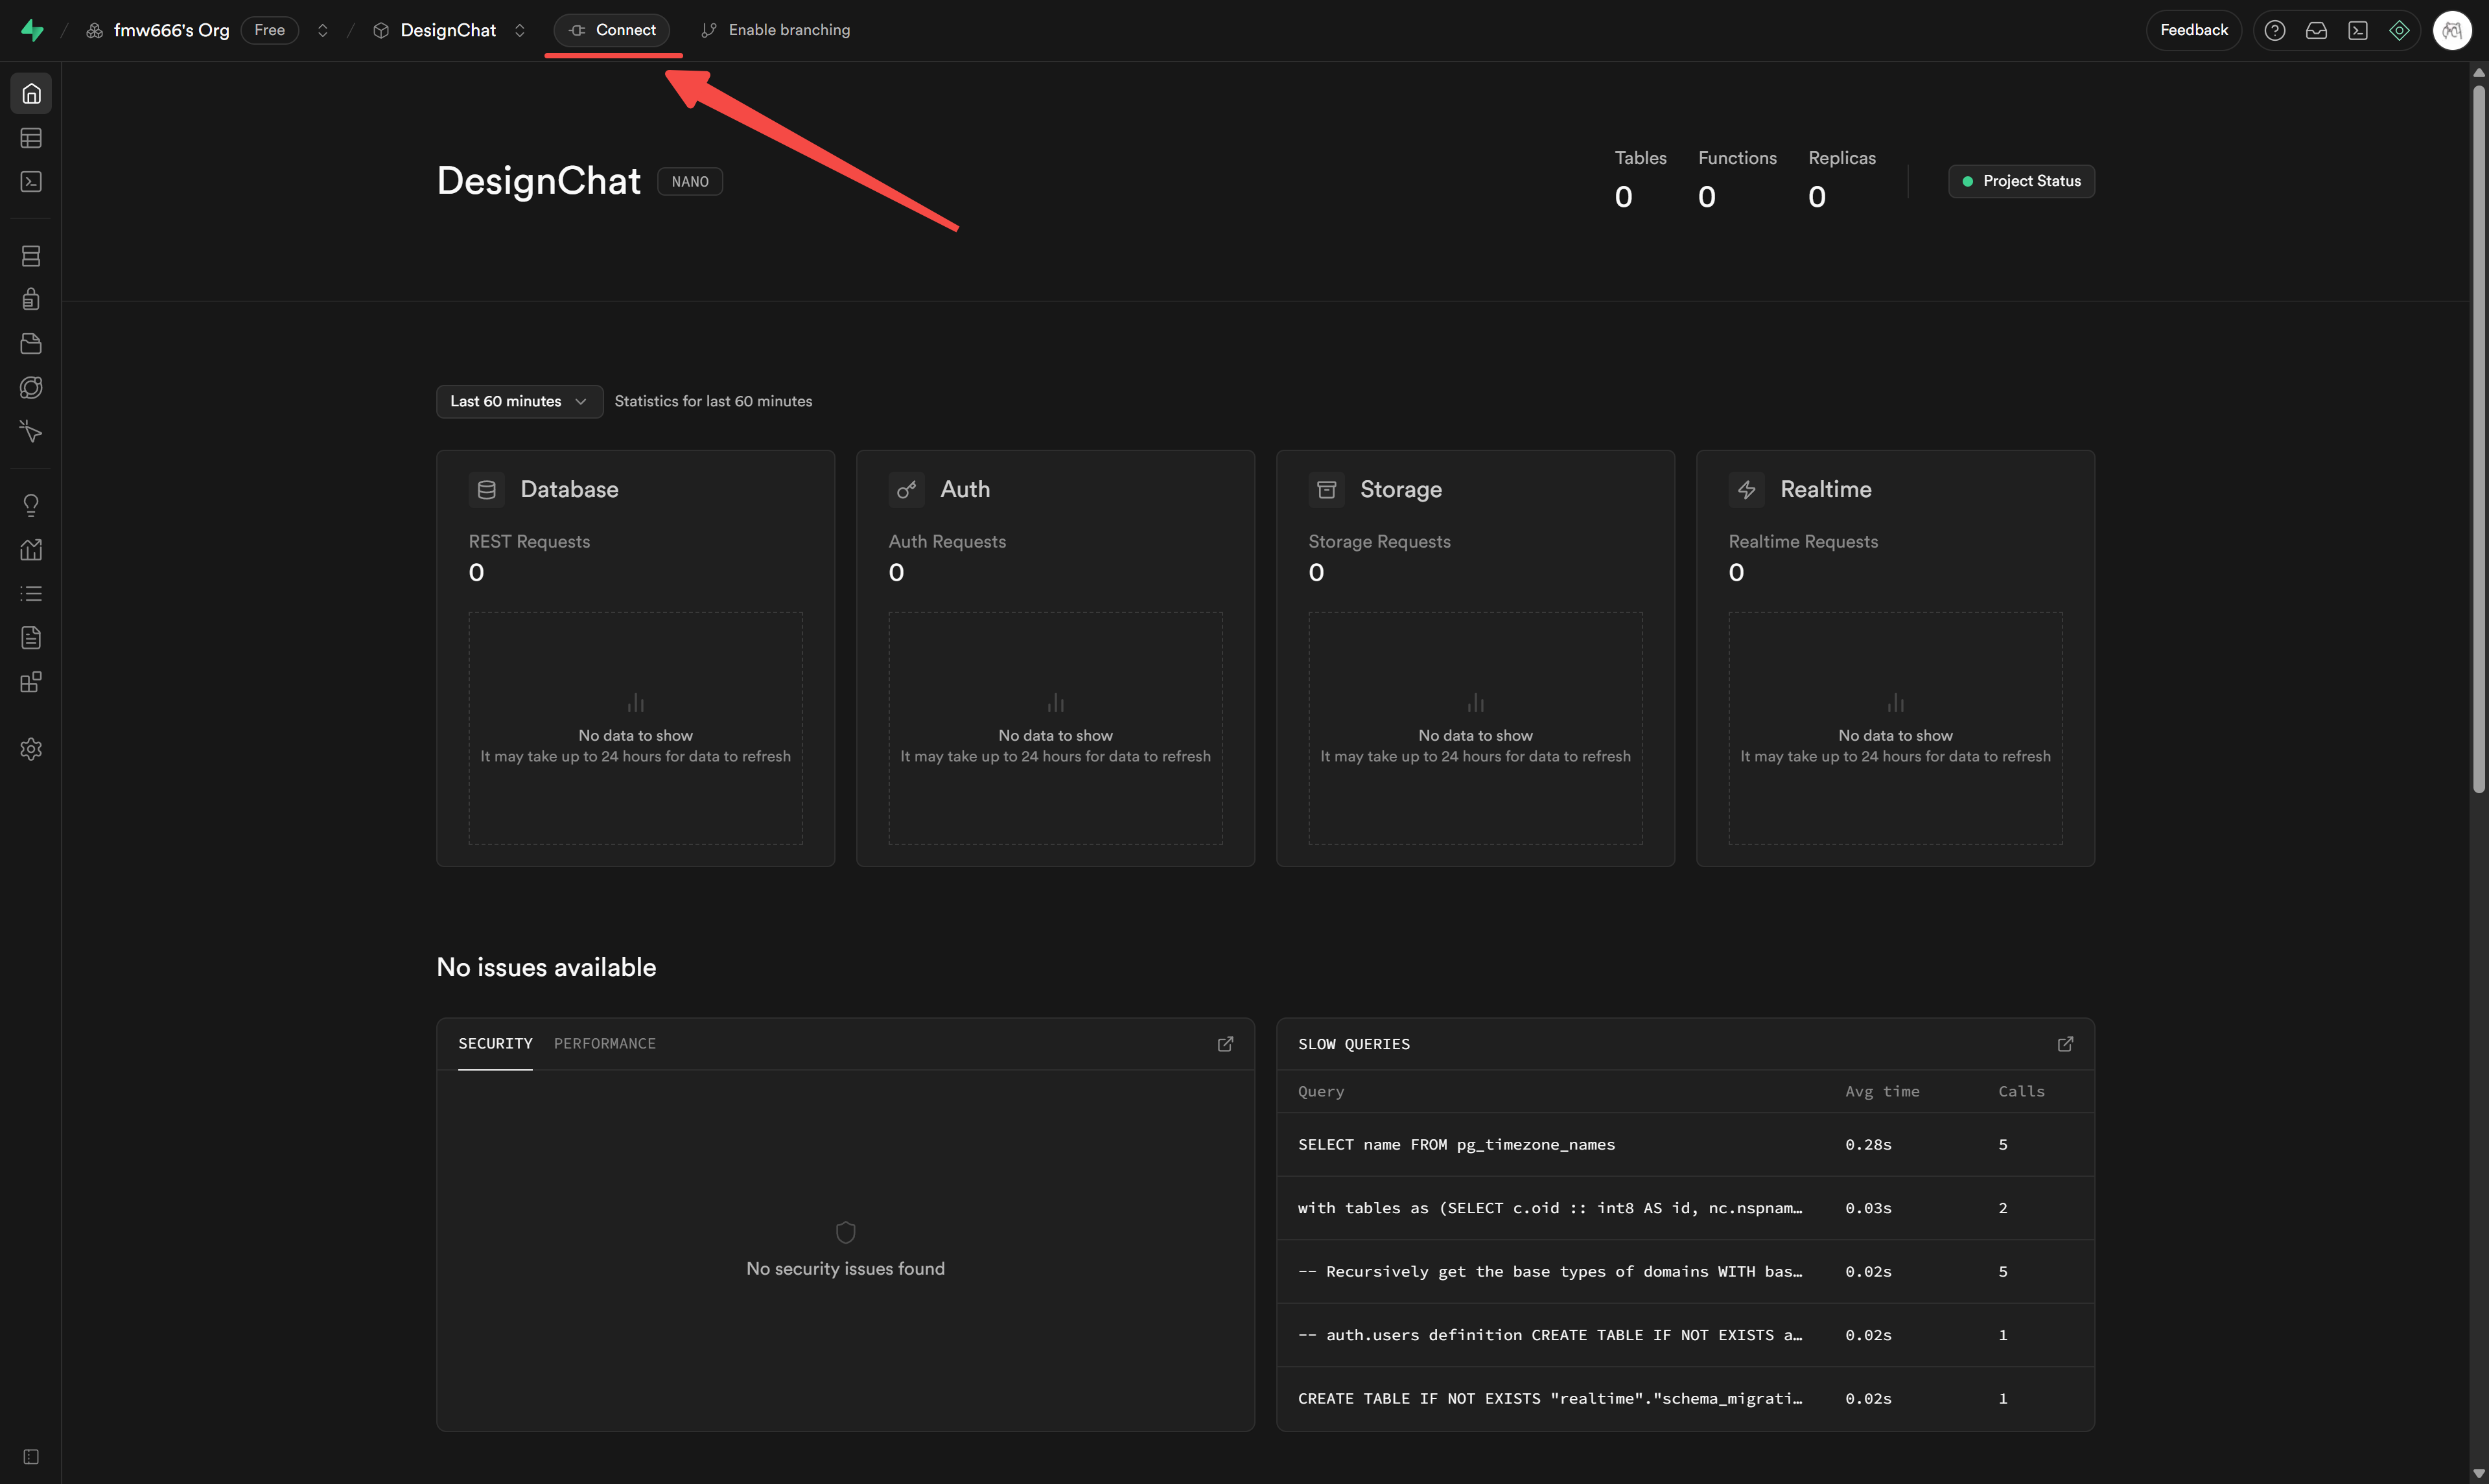 fmw666's Org Free DesignChat Connect Enable branching Feedback
DesignChat NANO
Tables Functions Replicas
0 0 0
Project Status
Last 60 minutes Statistics for last 60 minutes
Database
REST Requests
0
No data to show
It may take up to 24 hours for data to refresh
Auth
Auth Requests
0
No data to show
It may take up to 24 hours for data to refresh
Storage
Storage Requests
0
No data to show
It may take up to 24 hours for data to refresh
Realtime
Realtime Requests
0
No data to show
It may take up to 24 hours for data to refresh
No issues available
SECURITY PERFORMANCE
No security issues found
SLOW QUERIES
Query Avg time Calls
SELECT name FROM pg_timezone_names 0.28s 5
with tables as (SELECT c.oid :: int8 AS id, nc.nspnam… 0.03s 2
-- Recursively get the base types of domains WITH bas… 0.02s 5
-- auth.users definition CREATE TABLE IF NOT EXISTS a… 0.02s 1
CREATE TABLE IF NOT EXISTS "realtime"."schema_migrati… 0.02s 1